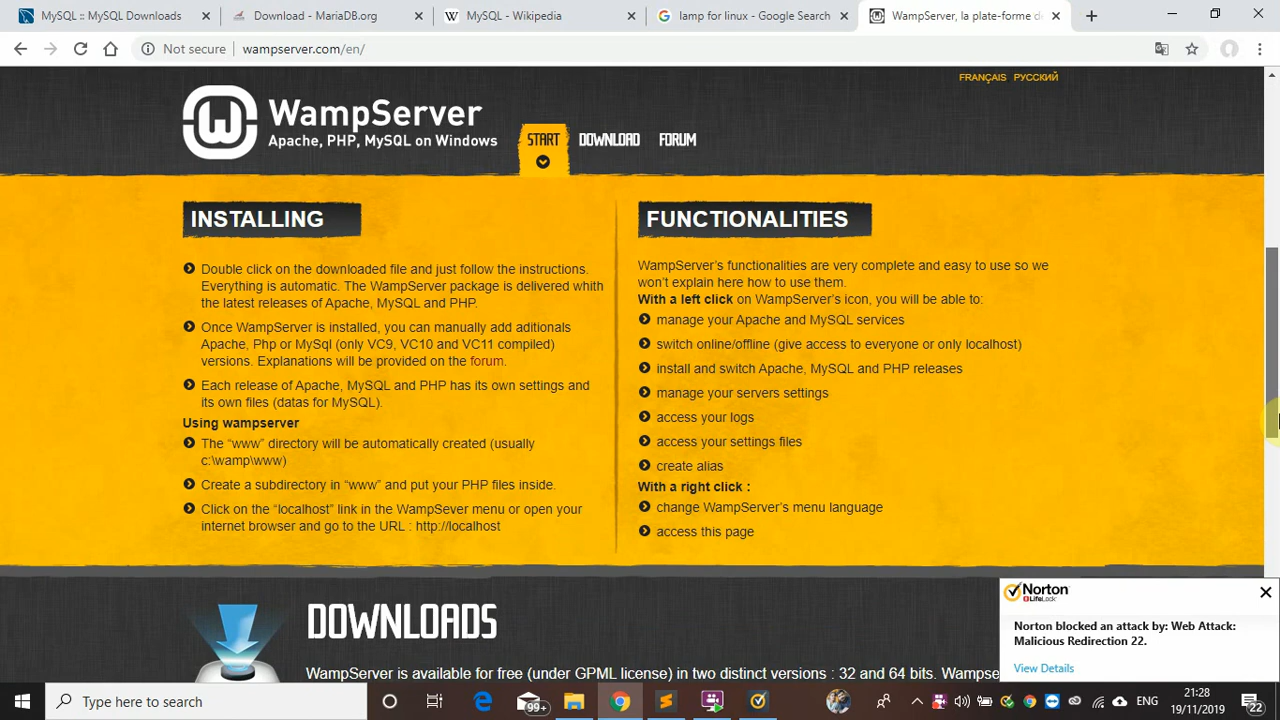 MySQL :: MySQL Downloads
Download - MariaDB.org
MySQL - Wikipedia
lamp for linux - Google Search
WampServer, la plate-forme de
Not secure
wampserver.com/en/
FRANÇAIS РУССКИЙ
WampServer
Apache, PHP, MySQL on Windows
START DOWNLOAD FORUM
INSTALLING
Double click on the downloaded file and just follow the instructions.
Everything is automatic. The WampServer package is delivered whith
the latest releases of Apache, MySQL and PHP.
Once WampServer is installed, you can manually add aditionals
Apache, Php or MySql (only VC9, VC10 and VC11 compiled)
versions. Explanations will be provided on the forum.
Each release of Apache, MySQL and PHP has its own settings and
its own files (datas for MySQL).
Using wampserver
The “www” directory will be automatically created (usually
c:\wamp\www)
Create a subdirectory in “www” and put your PHP files inside.
Click on the “localhost” link in the WampSever menu or open your
internet browser and go to the URL : http://localhost
FUNCTIONALITIES
WampServer’s functionalities are very complete and easy to use so we
won’t explain here how to use them.
With a left click on WampServer’s icon, you will be able to:
manage your Apache and MySQL services
switch online/offline (give access to everyone or only localhost)
install and switch Apache, MySQL and PHP releases
manage your servers settings
access your logs
access your settings files
create alias
With a right click :
change WampServer’s menu language
access this page
DOWNLOADS
WampServer is available for free (under GPML license) in two distinct versions : 32 and 64 bits. Wampse
Norton
LifeLock
Norton blocked an attack by: Web Attack:
Malicious Redirection 22.
View Details
Type here to search
99+
ENG
21:28
19/11/2019
22